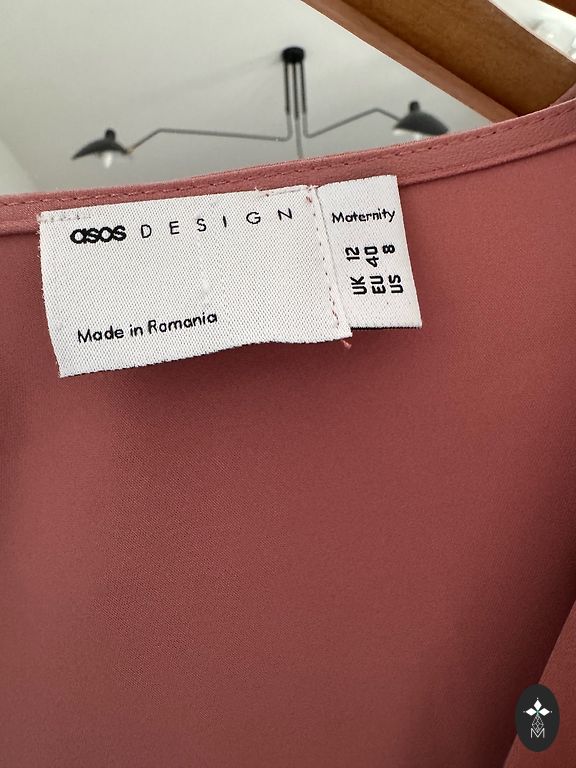 asos DESIGN
Made in Romania
Maternity
UK 12
EU 40
US 8
M